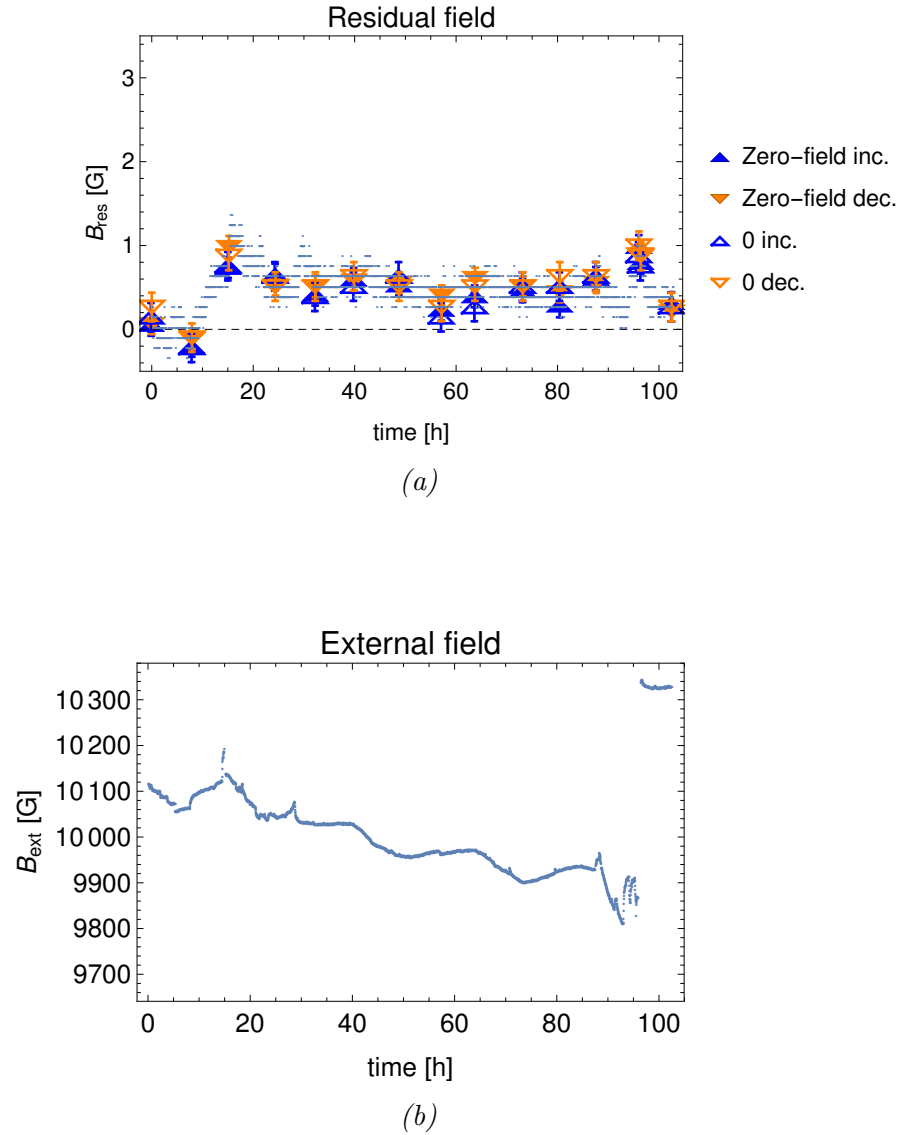 Residual field
3
2
1
0
B_res [G]
0 20 40 60 80 100
time [h]
Zero-field inc.
Zero-field dec.
0 inc.
0 dec.
(a)
External field
10 300
10 200
10 100
10 000
9900
9800
9700
B_ext [G]
0 20 40 60 80 100
time [h]
(b)